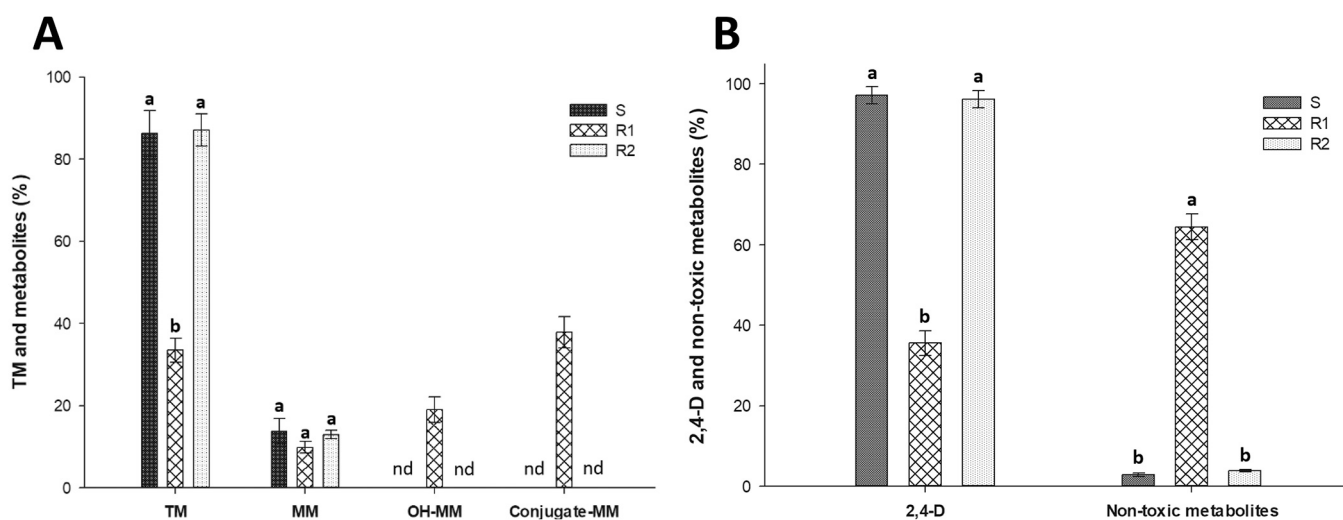 A
TM and metabolites (%)
100
80
60
40
20
0
a
b
a
a
a
a
nd
nd
nd
nd
S
R1
R2
TM
MM
OH-MM
Conjugate-MM
B
2,4-D and non-toxic metabolites (%)
100
80
60
40
20
0
a
b
a
b
a
b
S
R1
R2
2,4-D
Non-toxic metabolites